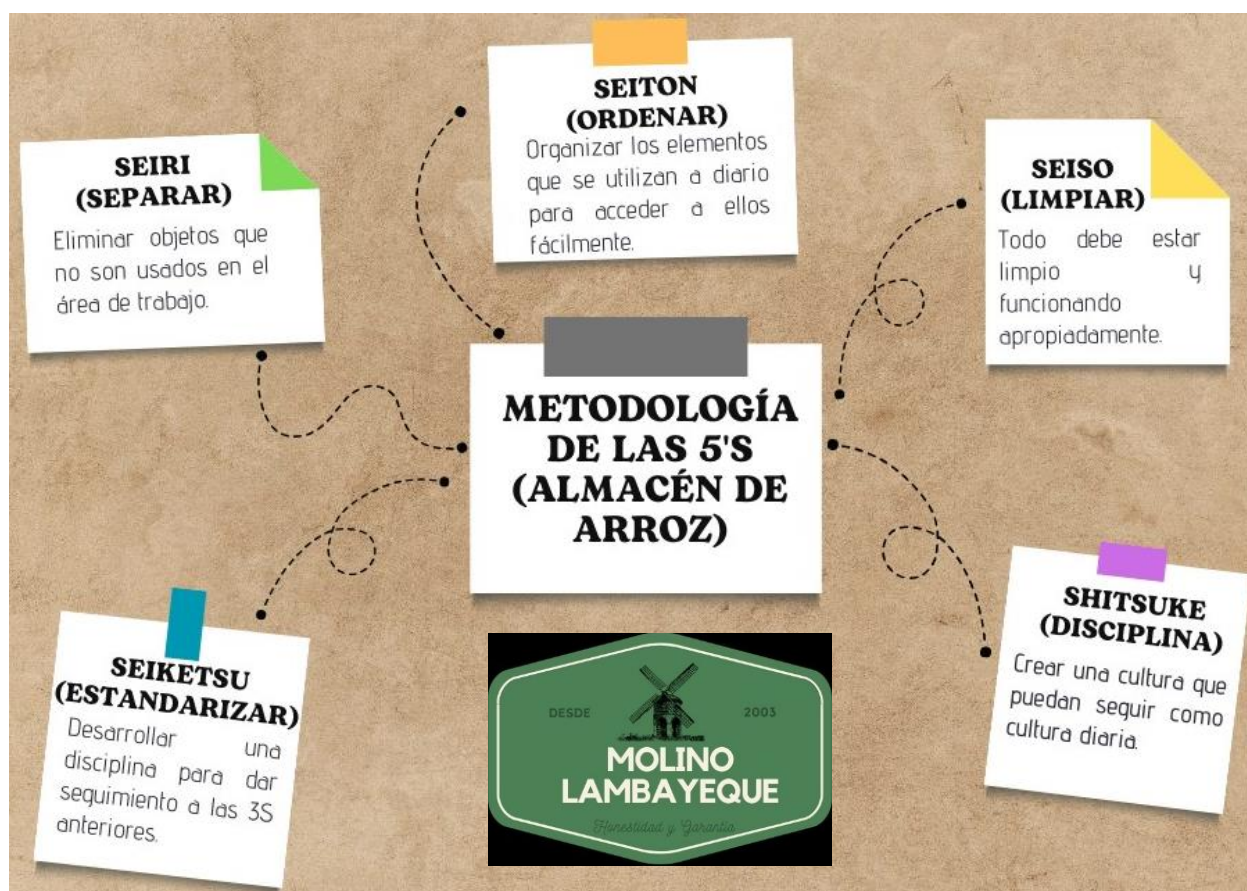 SEITON
(ORDENAR)
Organizar los elementos
que se utilizan a diario
para acceder a ellos
fácilmente.
SEIRI
(SEPARAR)
Eliminar objetos que
no son usados en el
área de trabajo.
SEISO
(LIMPIAR)
Todo debe estar
limpio y
funcionando
apropiadamente.
METODOLOGÍA
DE LAS 5'S
(ALMACÉN DE
ARROZ)
SEIKETSU
(ESTANDARIZAR)
Desarrollar una
disciplina para dar
seguimiento a las 3S
anteriores.
SHITSUKE
(DISCIPLINA)
Crear una cultura que
puedan seguir como
cultura diaria.
DESDE 2003
MOLINO
LAMBAYEQUE
Honestidad y Garantía